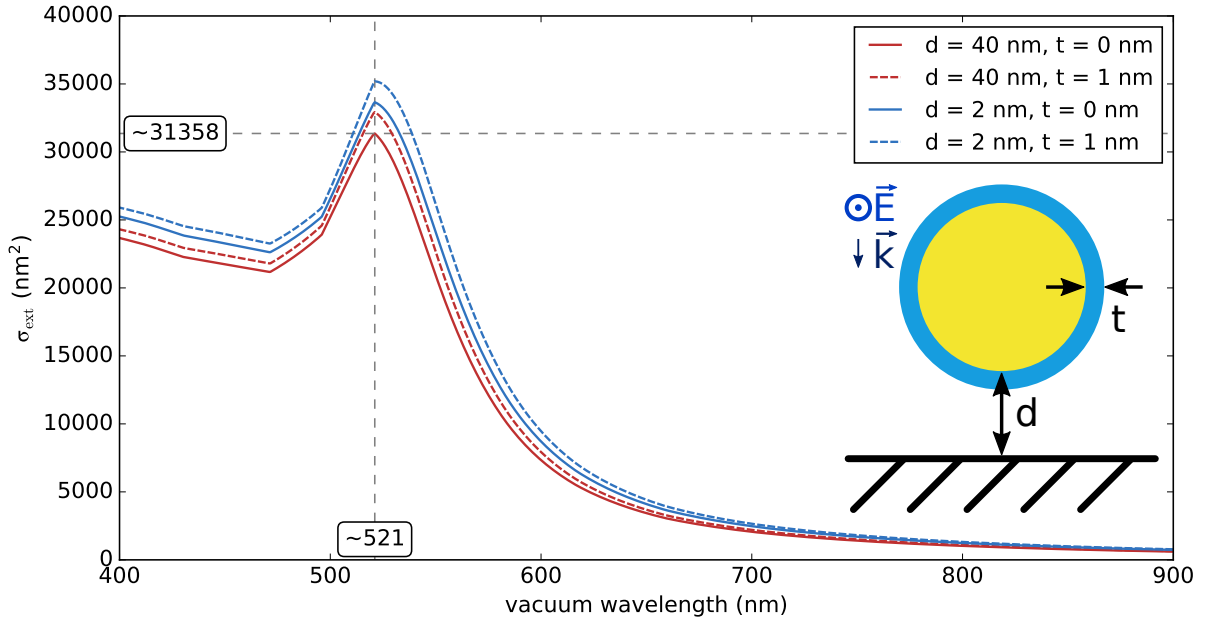 40000
35000
30000
25000
20000
15000
10000
5000
0
σext (nm²)
~31358
~521
400
500
600
700
800
900
vacuum wavelength (nm)
d = 40 nm, t = 0 nm
d = 40 nm, t = 1 nm
d = 2 nm, t = 0 nm
d = 2 nm, t = 1 nm
E
k
t
d